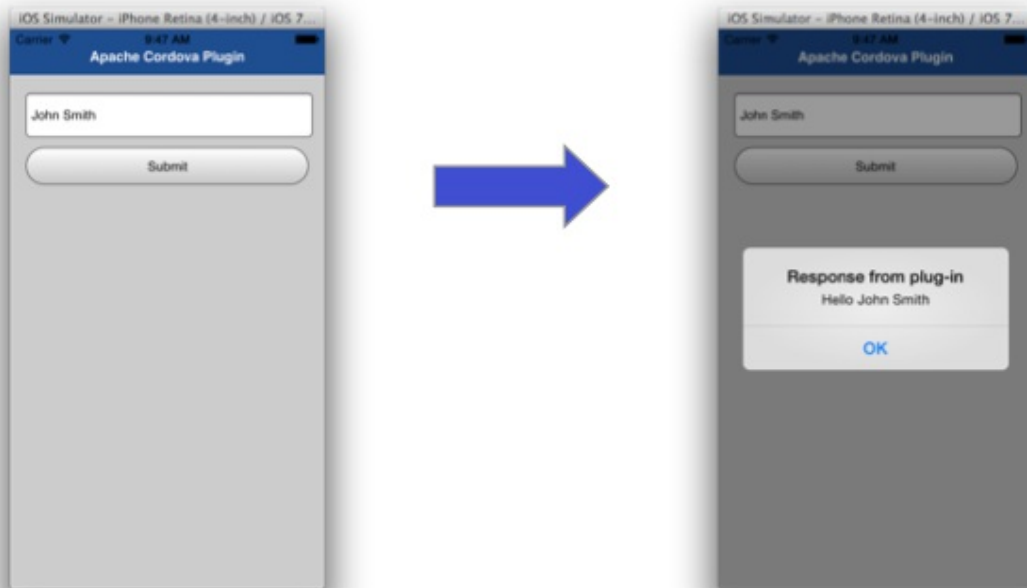 iOS Simulator – iPhone Retina (4-inch) / iOS 7...
Carrier 9:47 AM
Apache Cordova Plugin
John Smith
Submit
iOS Simulator – iPhone Retina (4-inch) / iOS 7...
Carrier 9:47 AM
Apache Cordova Plugin
John Smith
Submit
Response from plug-in
Hello John Smith
OK